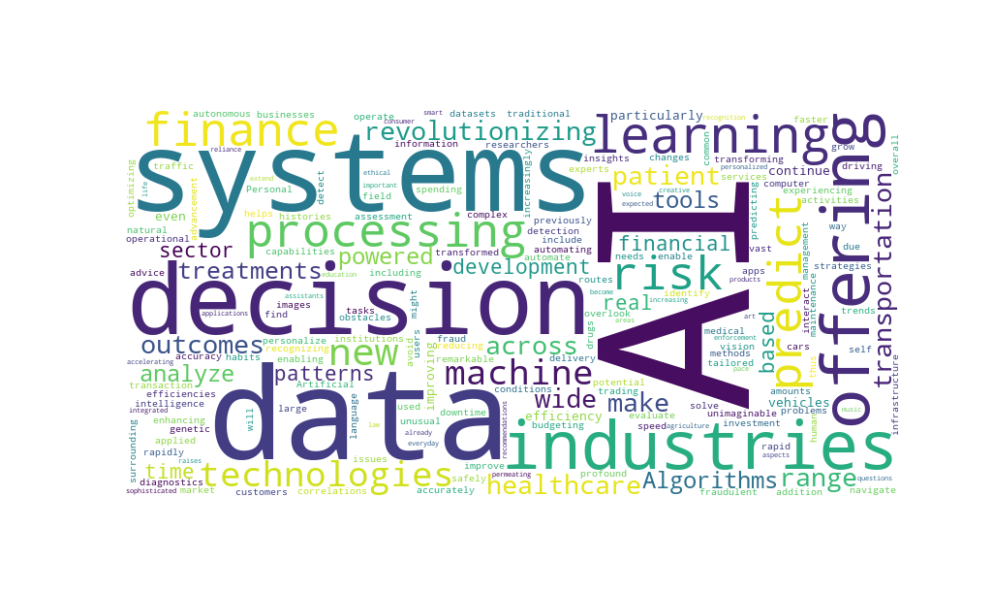 autonomous businesses operate consumer smart datasets traditional particularly recognition faster
finance revolutionizing learning common grow overall
information researchers insights changes transforming continue driving
systems experts computer
optimizing traffic Personal detect ethical increasingly patient personalized services experiencing
life advancement extend important field spending voice creative tools expected predicting activities
even helps histories assessment complex previously offering
natural processing detection include financial needs enable vast way due
operational sector capabilities transformed automating apps management strategies
powered automate development routes risk products interact transportation
advice treatments education including become increasing identify predict maintenance
decision assistants real trends
images tasks might drugs areas art
applications find obstacles overlook medical enforcement
outcomes personalize institutions fraud across vision cars self
accuracy habits recognizing enabling users avoid reducing delivery methods pace thus
accelerating new remarkable based tailored
analyze patterns improving machine conditions potential amounts infrastructure
transaction Artificial wide trading make solve vehicles
efficiencies large used downtime efficiency evaluate unimaginable problems music
integrated intelligence language unusual budgeting speed agriculture investment human
enhancing will already recommendations
surrounding genetic data law everyday industries rapid
applied aspects
rapidly issues improve profound
raises technologies safely permeating
time healthcare Algorithms range questions
diagnostics
sophisticated market customers correlations accurately fraudulent addition navigate
reliance
AI